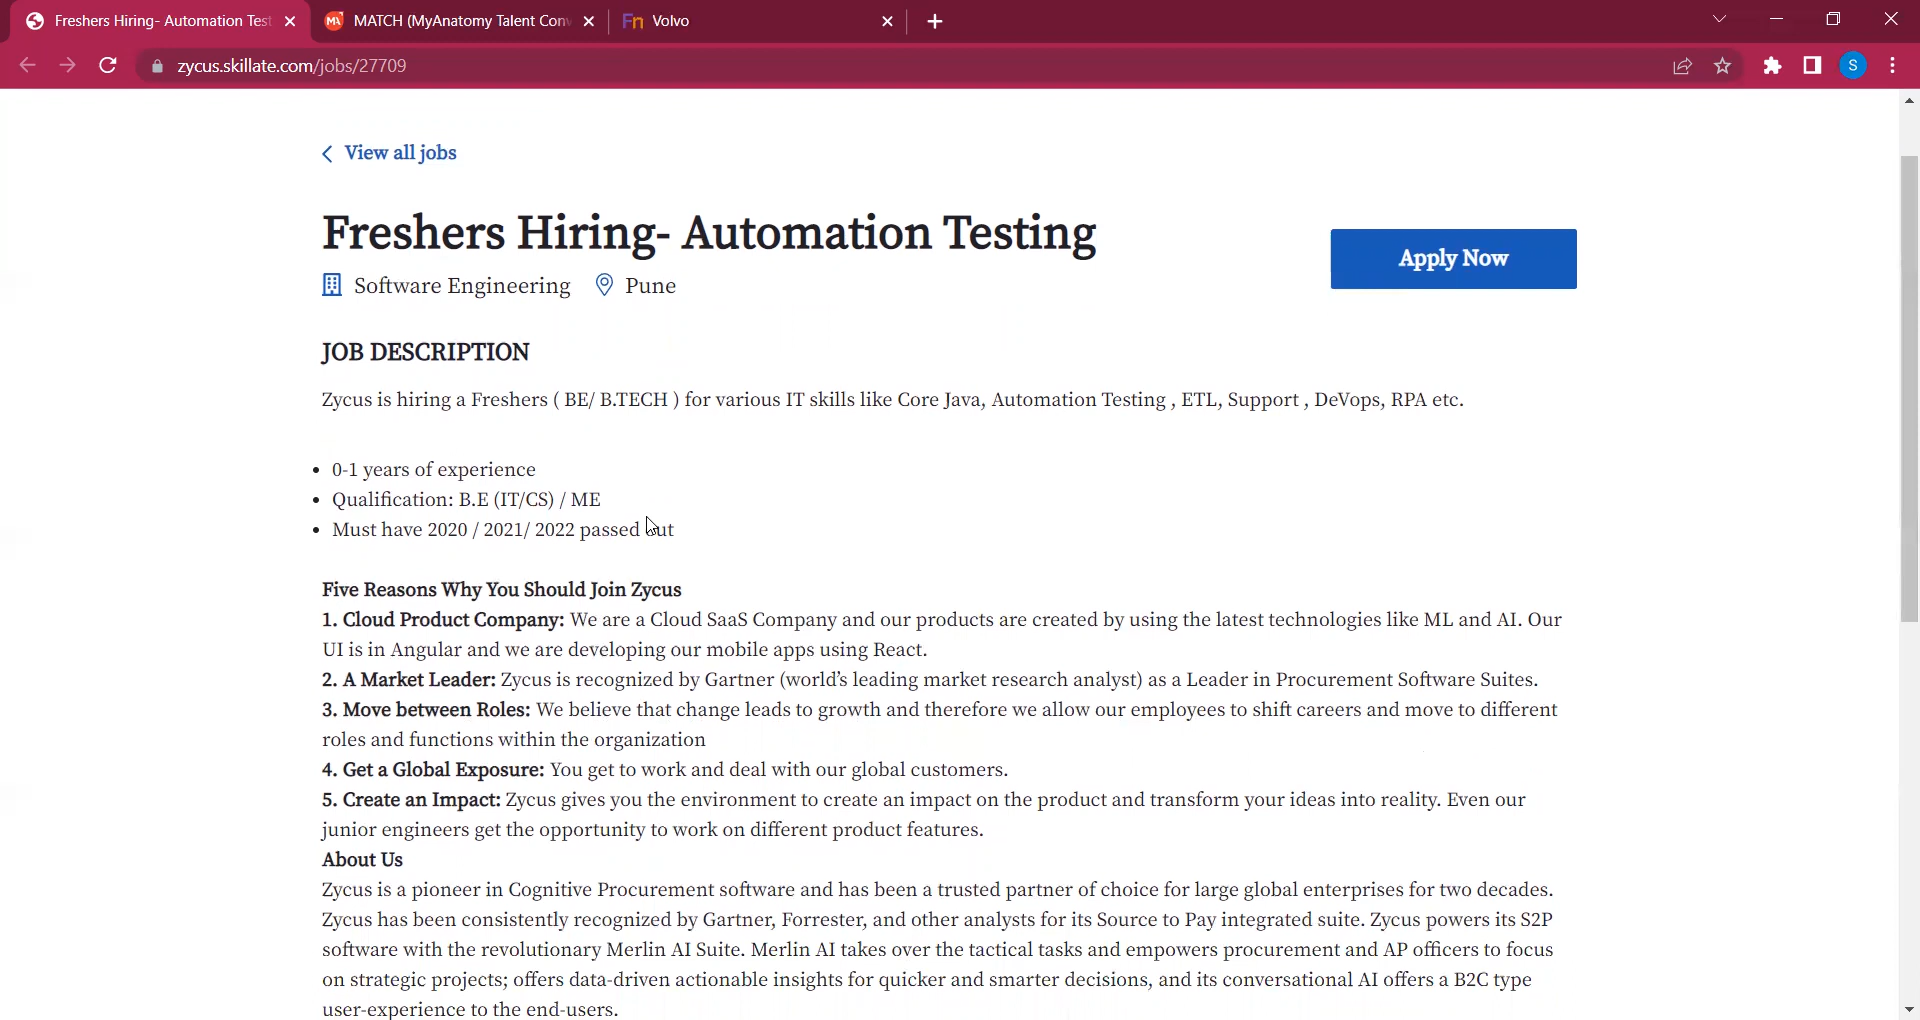 Freshers Hiring- Automation Test
MATCH (MyAnatomy Talent Conv
Fn Volvo
zycus.skillate.com/jobs/27709
S
View all jobs
Freshers Hiring- Automation Testing
Apply Now
Software Engineering Pune
JOB DESCRIPTION
Zycus is hiring a Freshers ( BE/ B.TECH ) for various IT skills like Core Java, Automation Testing , ETL, Support , DeVops, RPA etc.
• 0-1 years of experience
• Qualification: B.E (IT/CS) / ME
• Must have 2020 / 2021/ 2022 passed out
Five Reasons Why You Should Join Zycus
1. Cloud Product Company: We are a Cloud SaaS Company and our products are created by using the latest technologies like ML and AI. Our
UI is in Angular and we are developing our mobile apps using React.
2. A Market Leader: Zycus is recognized by Gartner (world’s leading market research analyst) as a Leader in Procurement Software Suites.
3. Move between Roles: We believe that change leads to growth and therefore we allow our employees to shift careers and move to different
roles and functions within the organization
4. Get a Global Exposure: You get to work and deal with our global customers.
5. Create an Impact: Zycus gives you the environment to create an impact on the product and transform your ideas into reality. Even our
junior engineers get the opportunity to work on different product features.
About Us
Zycus is a pioneer in Cognitive Procurement software and has been a trusted partner of choice for large global enterprises for two decades.
Zycus has been consistently recognized by Gartner, Forrester, and other analysts for its Source to Pay integrated suite. Zycus powers its S2P
software with the revolutionary Merlin AI Suite. Merlin AI takes over the tactical tasks and empowers procurement and AP officers to focus
on strategic projects; offers data-driven actionable insights for quicker and smarter decisions, and its conversational AI offers a B2C type
user-experience to the end-users.